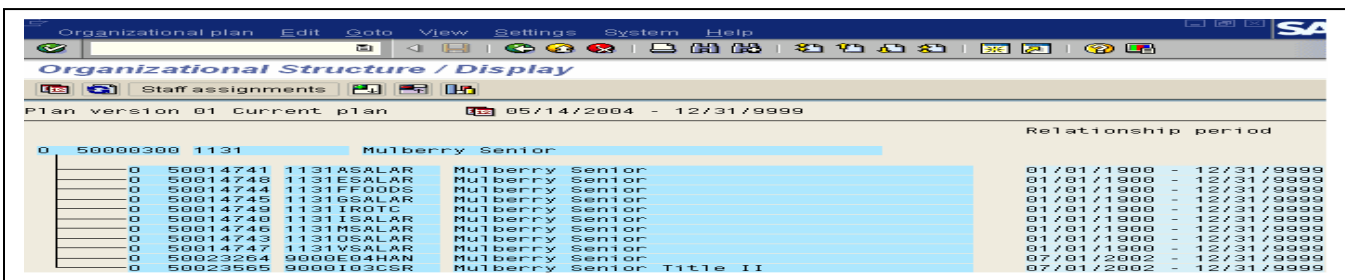 Organizational plan Edit Goto View Settings System Help
Organizational Structure / Display
Staff assignments
Plan version 01 Current plan 05/14/2004 - 12/31/9999
Relationship period
O 50000300 1131 Mulberry Senior
O 50014741 1131ASALAR Mulberry Senior 01/01/1900 - 12/31/9999
O 50014748 1131ESALAR Mulberry Senior 01/01/1900 - 12/31/9999
O 50014744 1131FFOODS Mulberry Senior 01/01/1900 - 12/31/9999
O 50014745 1131GSALAR Mulberry Senior 01/01/1900 - 12/31/9999
O 50014749 1131IROTC Mulberry Senior 01/01/1900 - 12/31/9999
O 50014740 1131ISALAR Mulberry Senior 01/01/1900 - 12/31/9999
O 50014746 1131MSALAR Mulberry Senior 01/01/1900 - 12/31/9999
O 50014743 1131OSALAR Mulberry Senior 01/01/1900 - 12/31/9999
O 50014747 1131VSALAR Mulberry Senior 01/01/1900 - 12/31/9999
O 50023264 9000E04HAN Mulberry Senior 07/01/2002 - 12/31/9999
O 50023565 9000I03CSR Mulberry Senior Title II 07/01/2002 - 12/31/9999